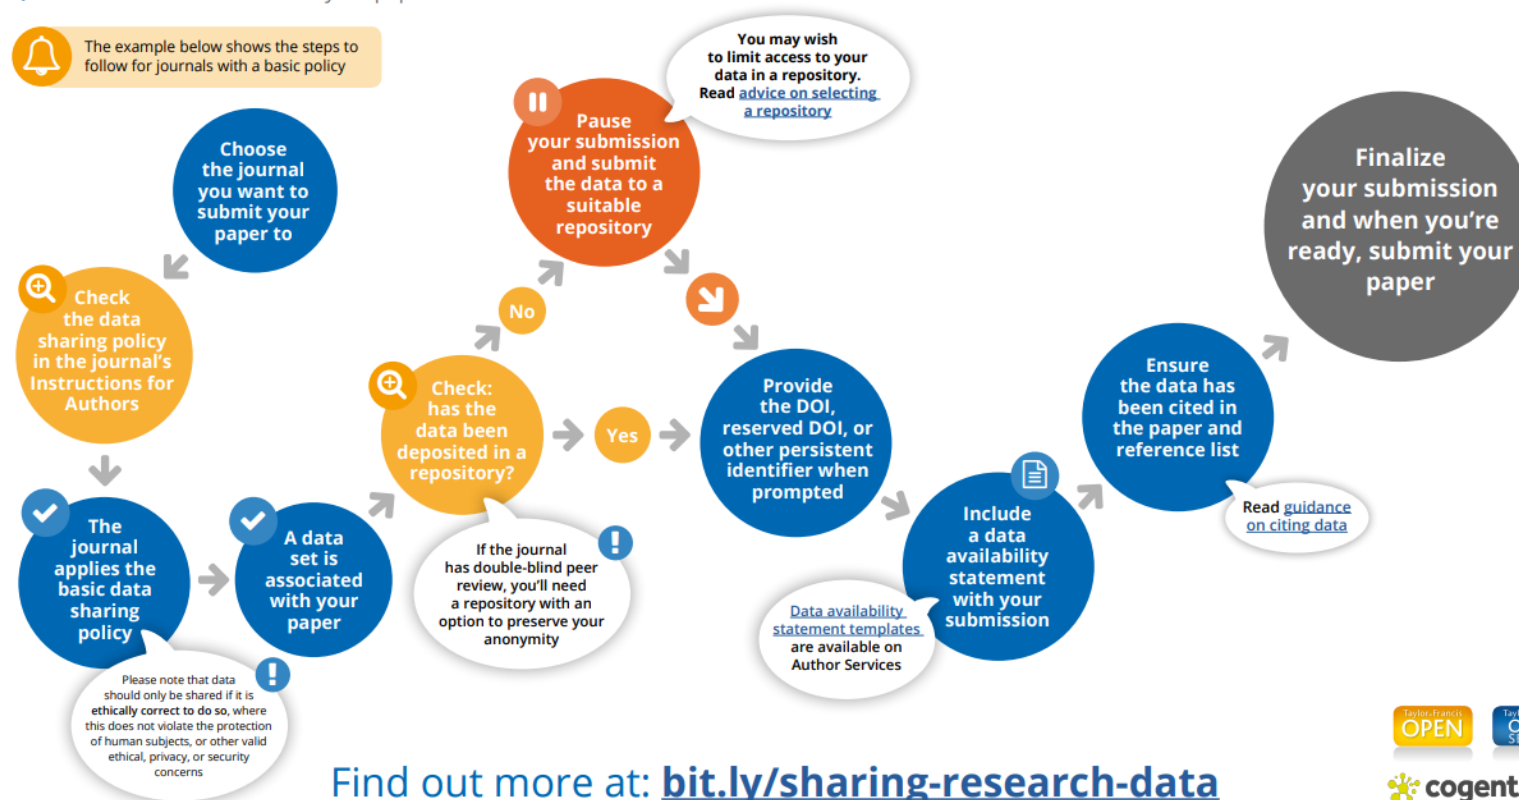 The example below shows the steps to
follow for journals with a basic policy
Choose
the journal
you want to
submit your
paper to
Check
the data
sharing policy
in the journal's
Instructions for
Authors
The
journal
applies the
basic data
sharing
policy
Please note that data
should only be shared if it is
ethically correct to do so, where
this does not violate the protection
of human subjects, or other valid
ethical, privacy, or security
concerns
A data
set is
associated
with your
paper
Check:
has the
data been
deposited in a
repository?
If the journal
has double-blind peer
review, you'll need
a repository with an
option to preserve your
anonymity
No
Pause
your submission
and submit
the data to a
suitable
repository
You may wish
to limit access to your
data in a repository.
Read advice on selecting
a repository
Yes
Provide
the DOI,
reserved DOI, or
other persistent
identifier when
prompted
Include
a data
availability
statement
with your
submission
Data availability
statement templates
are available on
Author Services
Ensure
the data has
been cited in
the paper and
reference list
Read guidance
on citing data
Finalize
your submission
and when you're
ready, submit your
paper
Find out more at: bit.ly/sharing-research-data
Taylor & Francis
OPEN
cogent